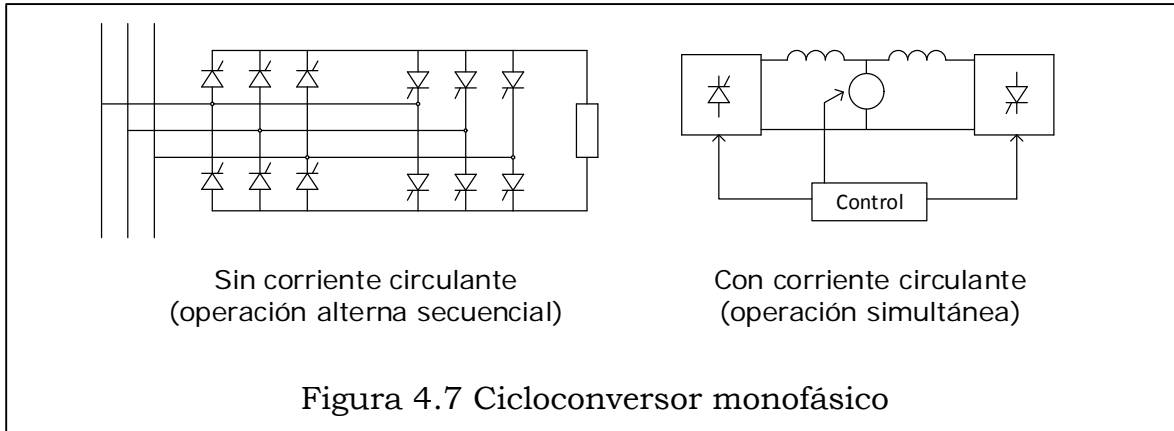 Control
Sin corriente circulante
(operación alterna secuencial)
Con corriente circulante
(operación simultánea)
Figura 4.7 Cicloconversor monofásico